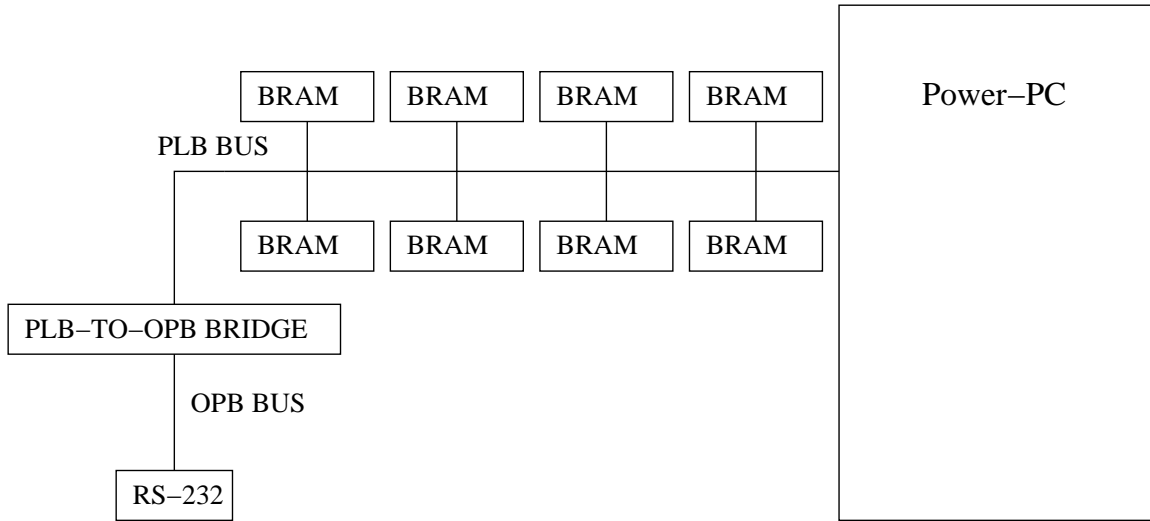 BRAM BRAM BRAM BRAM
Power−PC
PLB BUS
BRAM BRAM BRAM BRAM
PLB−TO−OPB BRIDGE
OPB BUS
RS−232